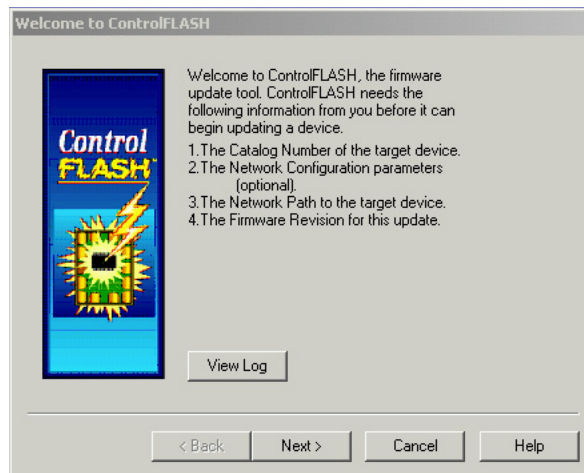 Welcome to ControlFLASH
Welcome to ControlFLASH, the firmware
update tool. ControlFLASH needs the
following information from you before it can
begin updating a device.
1.The Catalog Number of the target device.
2.The Network Configuration parameters
(optional).
3.The Network Path to the target device.
4.The Firmware Revision for this update.
Control
FLASH
View Log
< Back
Next >
Cancel
Help